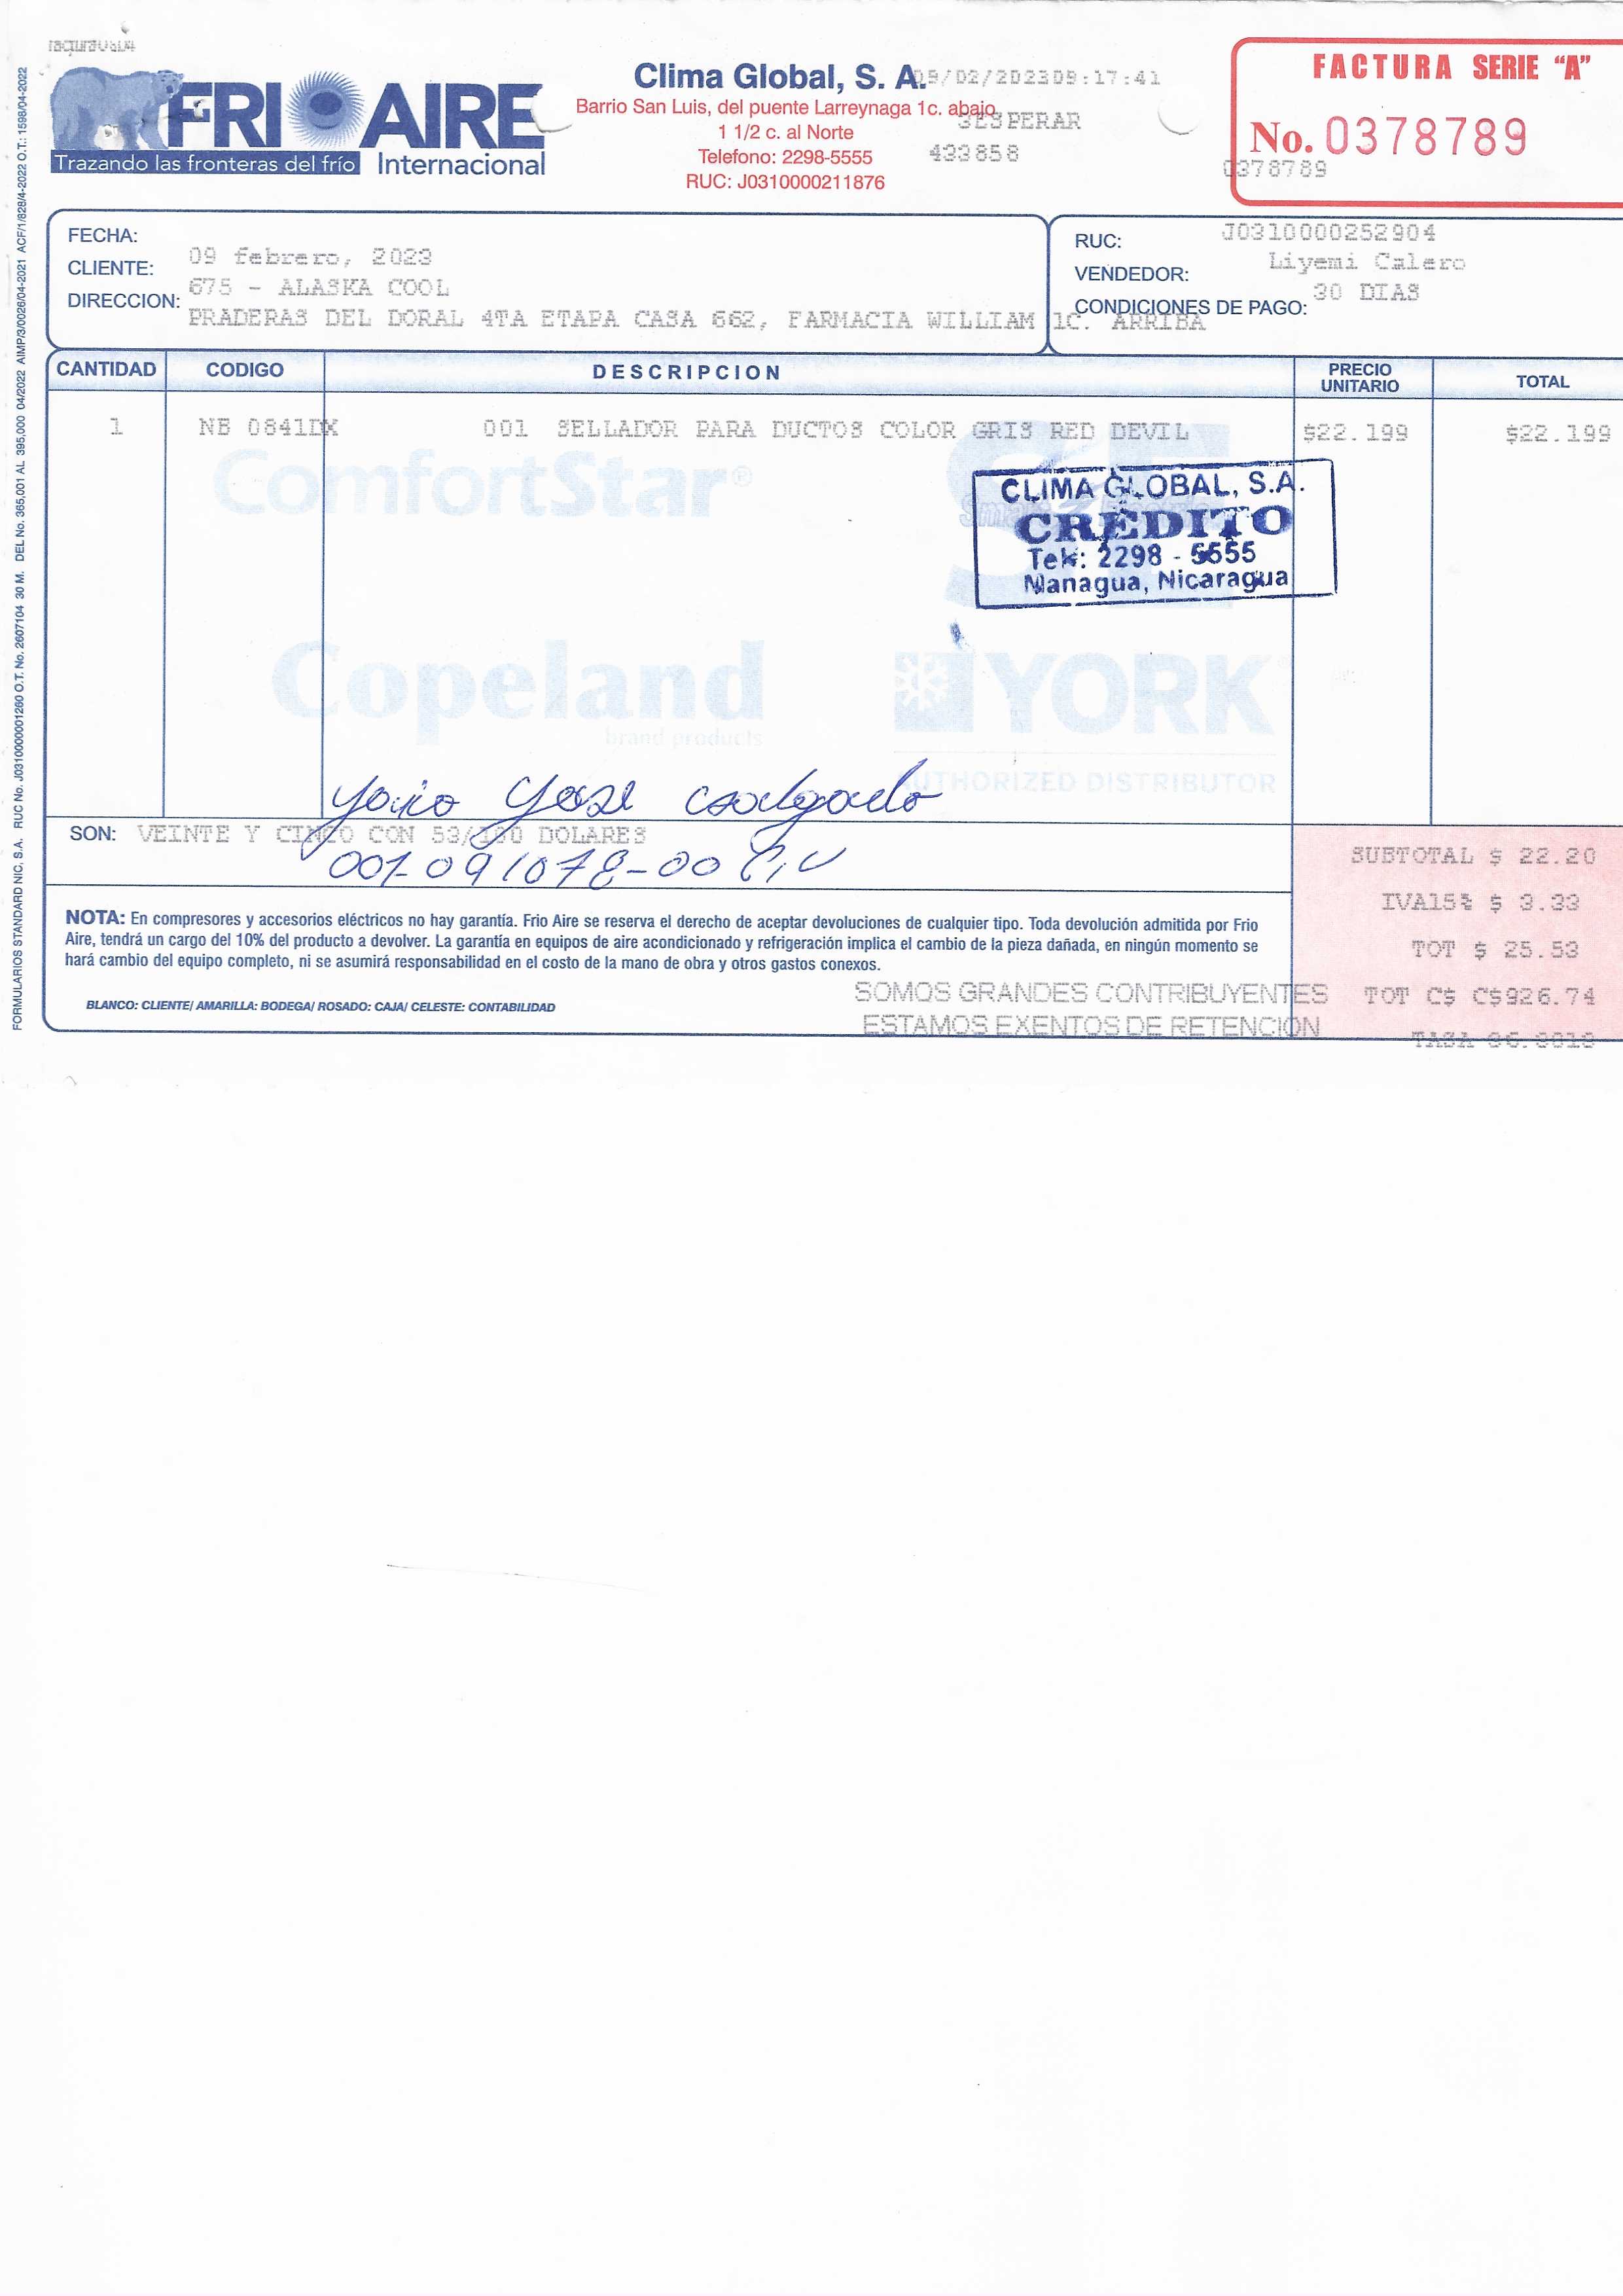 faqura0804
FRIOAIRE
Trazando las fronteras del frío Internacional
Clima Global, S. A.
09/02/202309:17:41
Barrio San Luis, del puente Larreynaga 1c. abajo
1 1/2 c. al Norte
Telefono: 2298-5555
RUC: J0310000211876
PERAR
433858
FACTURA SERIE “A”
No. 0378789
0378789
FECHA: 09 febrero, 2023
CLIENTE: 675 - ALASKA COOL
DIRECCION: PRADERAS DEL DORAL 4TA ETAPA CASA 662, FARMACIA WILLIAM 1C. ARRIBA
RUC: J0310000252904
VENDEDOR: Liyemi Calero
CONDICIONES DE PAGO: 30 DIAS
CANTIDAD CODIGO DESCRIPCION PRECIO UNITARIO TOTAL
1 NB 0841DX 001 SELLADOR PARA DUCTOS COLOR GRIS RED DEVIL $22.199 $22.199
ComfortStar®
CLIMA GLOBAL, S.A.
CREDITO
Tel: 2298 - 5555
Managua, Nicaragua
Copeland
brand products
YORK
AUTHORIZED DISTRIBUTOR
SON: VEINTE Y CINCO CON 53/100 DOLARES
001-091078-00
SUBTOTAL $ 22.20
IVA15% $ 3.33
TOT $ 25.53
TOT C$ C$926.74
NOTA: En compresores y accesorios eléctricos no hay garantía. Frio Aire se reserva el derecho de aceptar devoluciones de cualquier tipo. Toda devolución admitida por Frio
Aire, tendrá un cargo del 10% del producto a devolver. La garantía en equipos de aire acondicionado y refrigeración implica el cambio de la pieza dañada, en ningún momento se
hará cambio del equipo completo, ni se asumirá responsabilidad en el costo de la mano de obra y otros gastos conexos.
BLANCO: CLIENTE/ AMARILLA: BODEGA/ ROSADO: CAJA/ CELESTE: CONTABILIDAD
SOMOS GRANDES CONTRIBUYENTES
ESTAMOS EXENTOS DE RETENCION
FORMULARIOS STANDARD NIC, S.A. RUC No. J0310000001260 O.T. No. 2607104 30 M. DEL No. 365,001 AL 395,000 04/2022 AIMP/3/0026/04-2021 ACF/1/828/4-2022 O.T.: 1598/04-2022